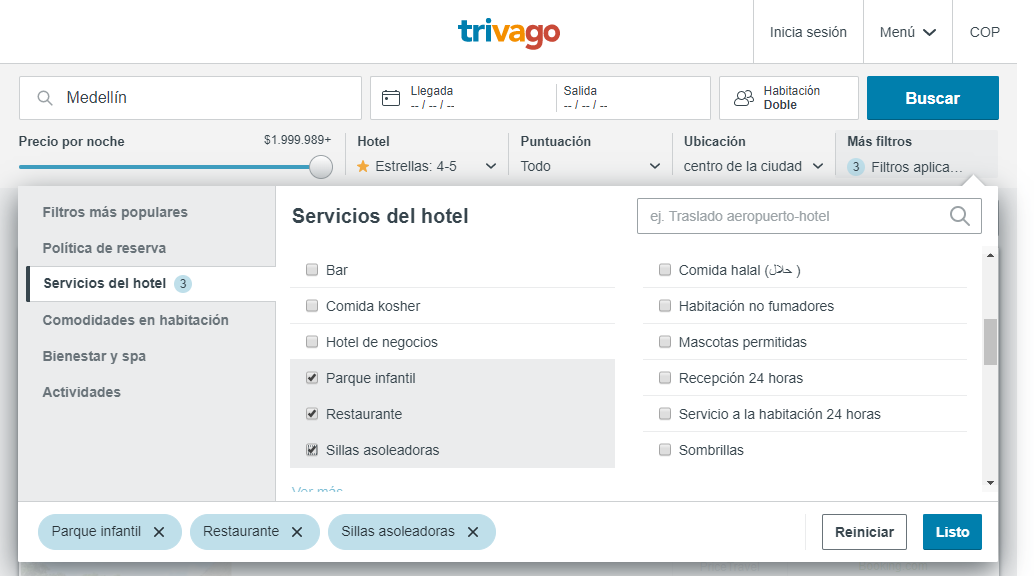 trivago
Inicia sesión
Menú
COP
Medellín
Llegada
-- / -- / --
Salida
-- / -- / --
Habitación
Doble
Buscar
Precio por noche
$1.999.989+
Hotel
Estrellas: 4-5
Puntuación
Todo
Ubicación
centro de la ciudad
Más filtros
3 Filtros aplica...
Filtros más populares
Política de reserva
Servicios del hotel 3
Comodidades en habitación
Bienestar y spa
Actividades
Servicios del hotel
ej. Traslado aeropuerto-hotel
Bar
Comida kosher
Hotel de negocios
Parque infantil
Restaurante
Sillas asoleadoras
Ver más
Comida halal (حلال )
Habitación no fumadores
Mascotas permitidas
Recepción 24 horas
Servicio a la habitación 24 horas
Sombrillas
Parque infantil
Restaurante
Sillas asoleadoras
Reiniciar
Listo